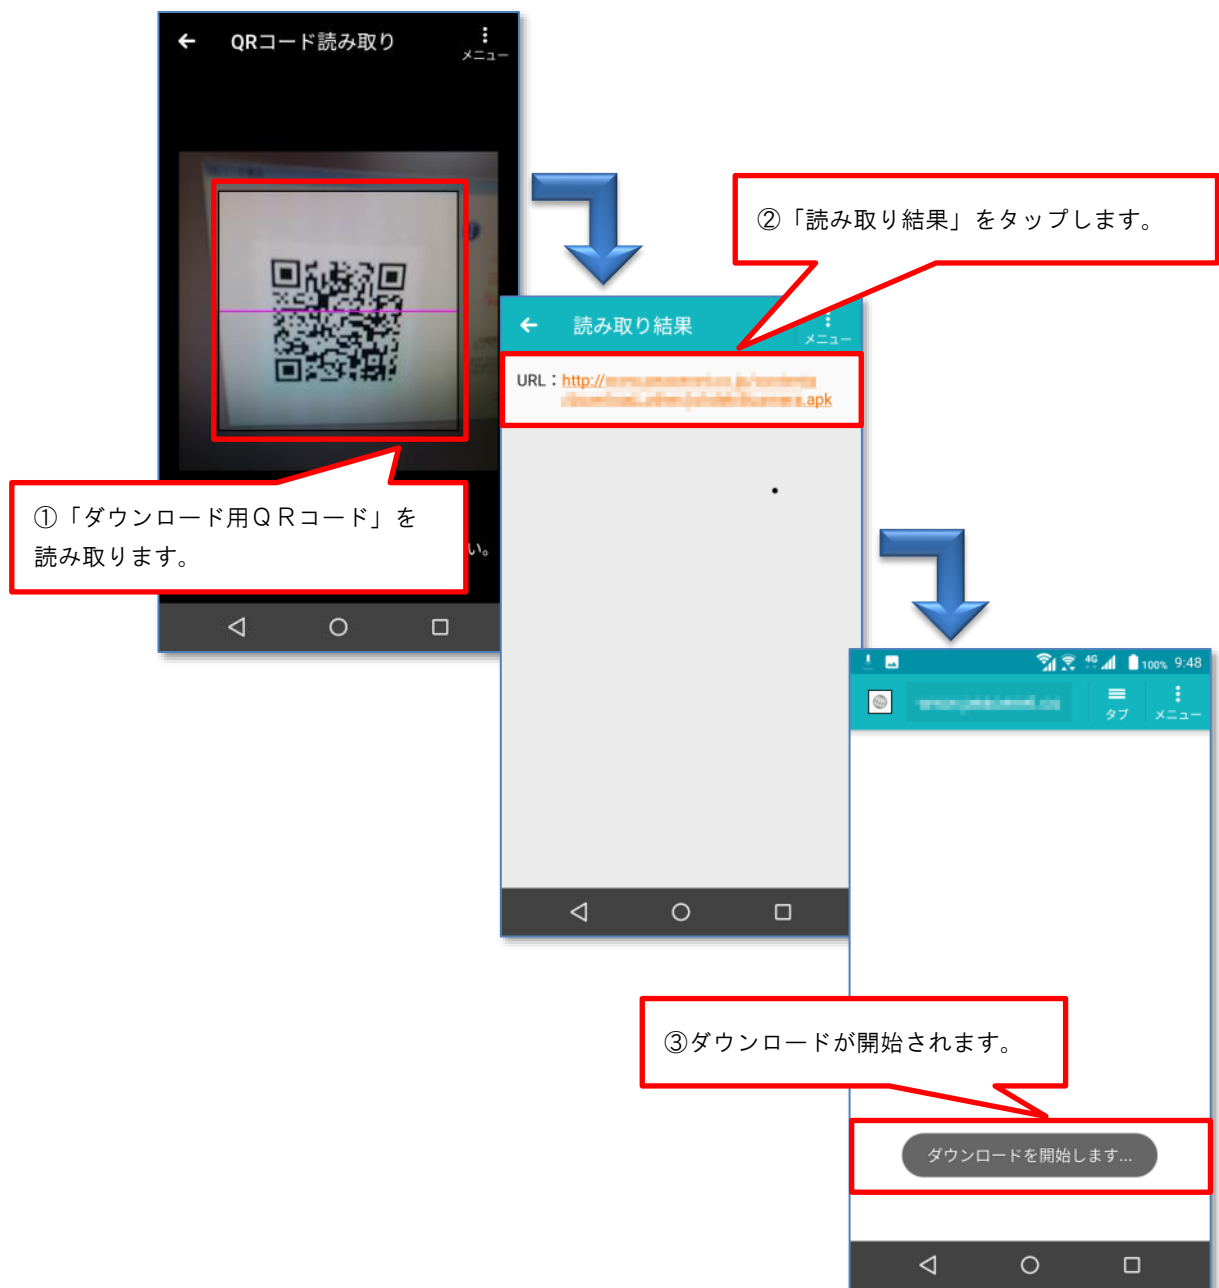 QRコード読み取り
メニュー
②「読み取り結果」をタップします。
読み取り結果
メニュー
URL：http://
.apk
①「ダウンロード用ＱＲコード」を
読み取ります。
い。
4G 100% 9:48
タブ メニュー
③ダウンロードが開始されます。
ダウンロードを開始します...